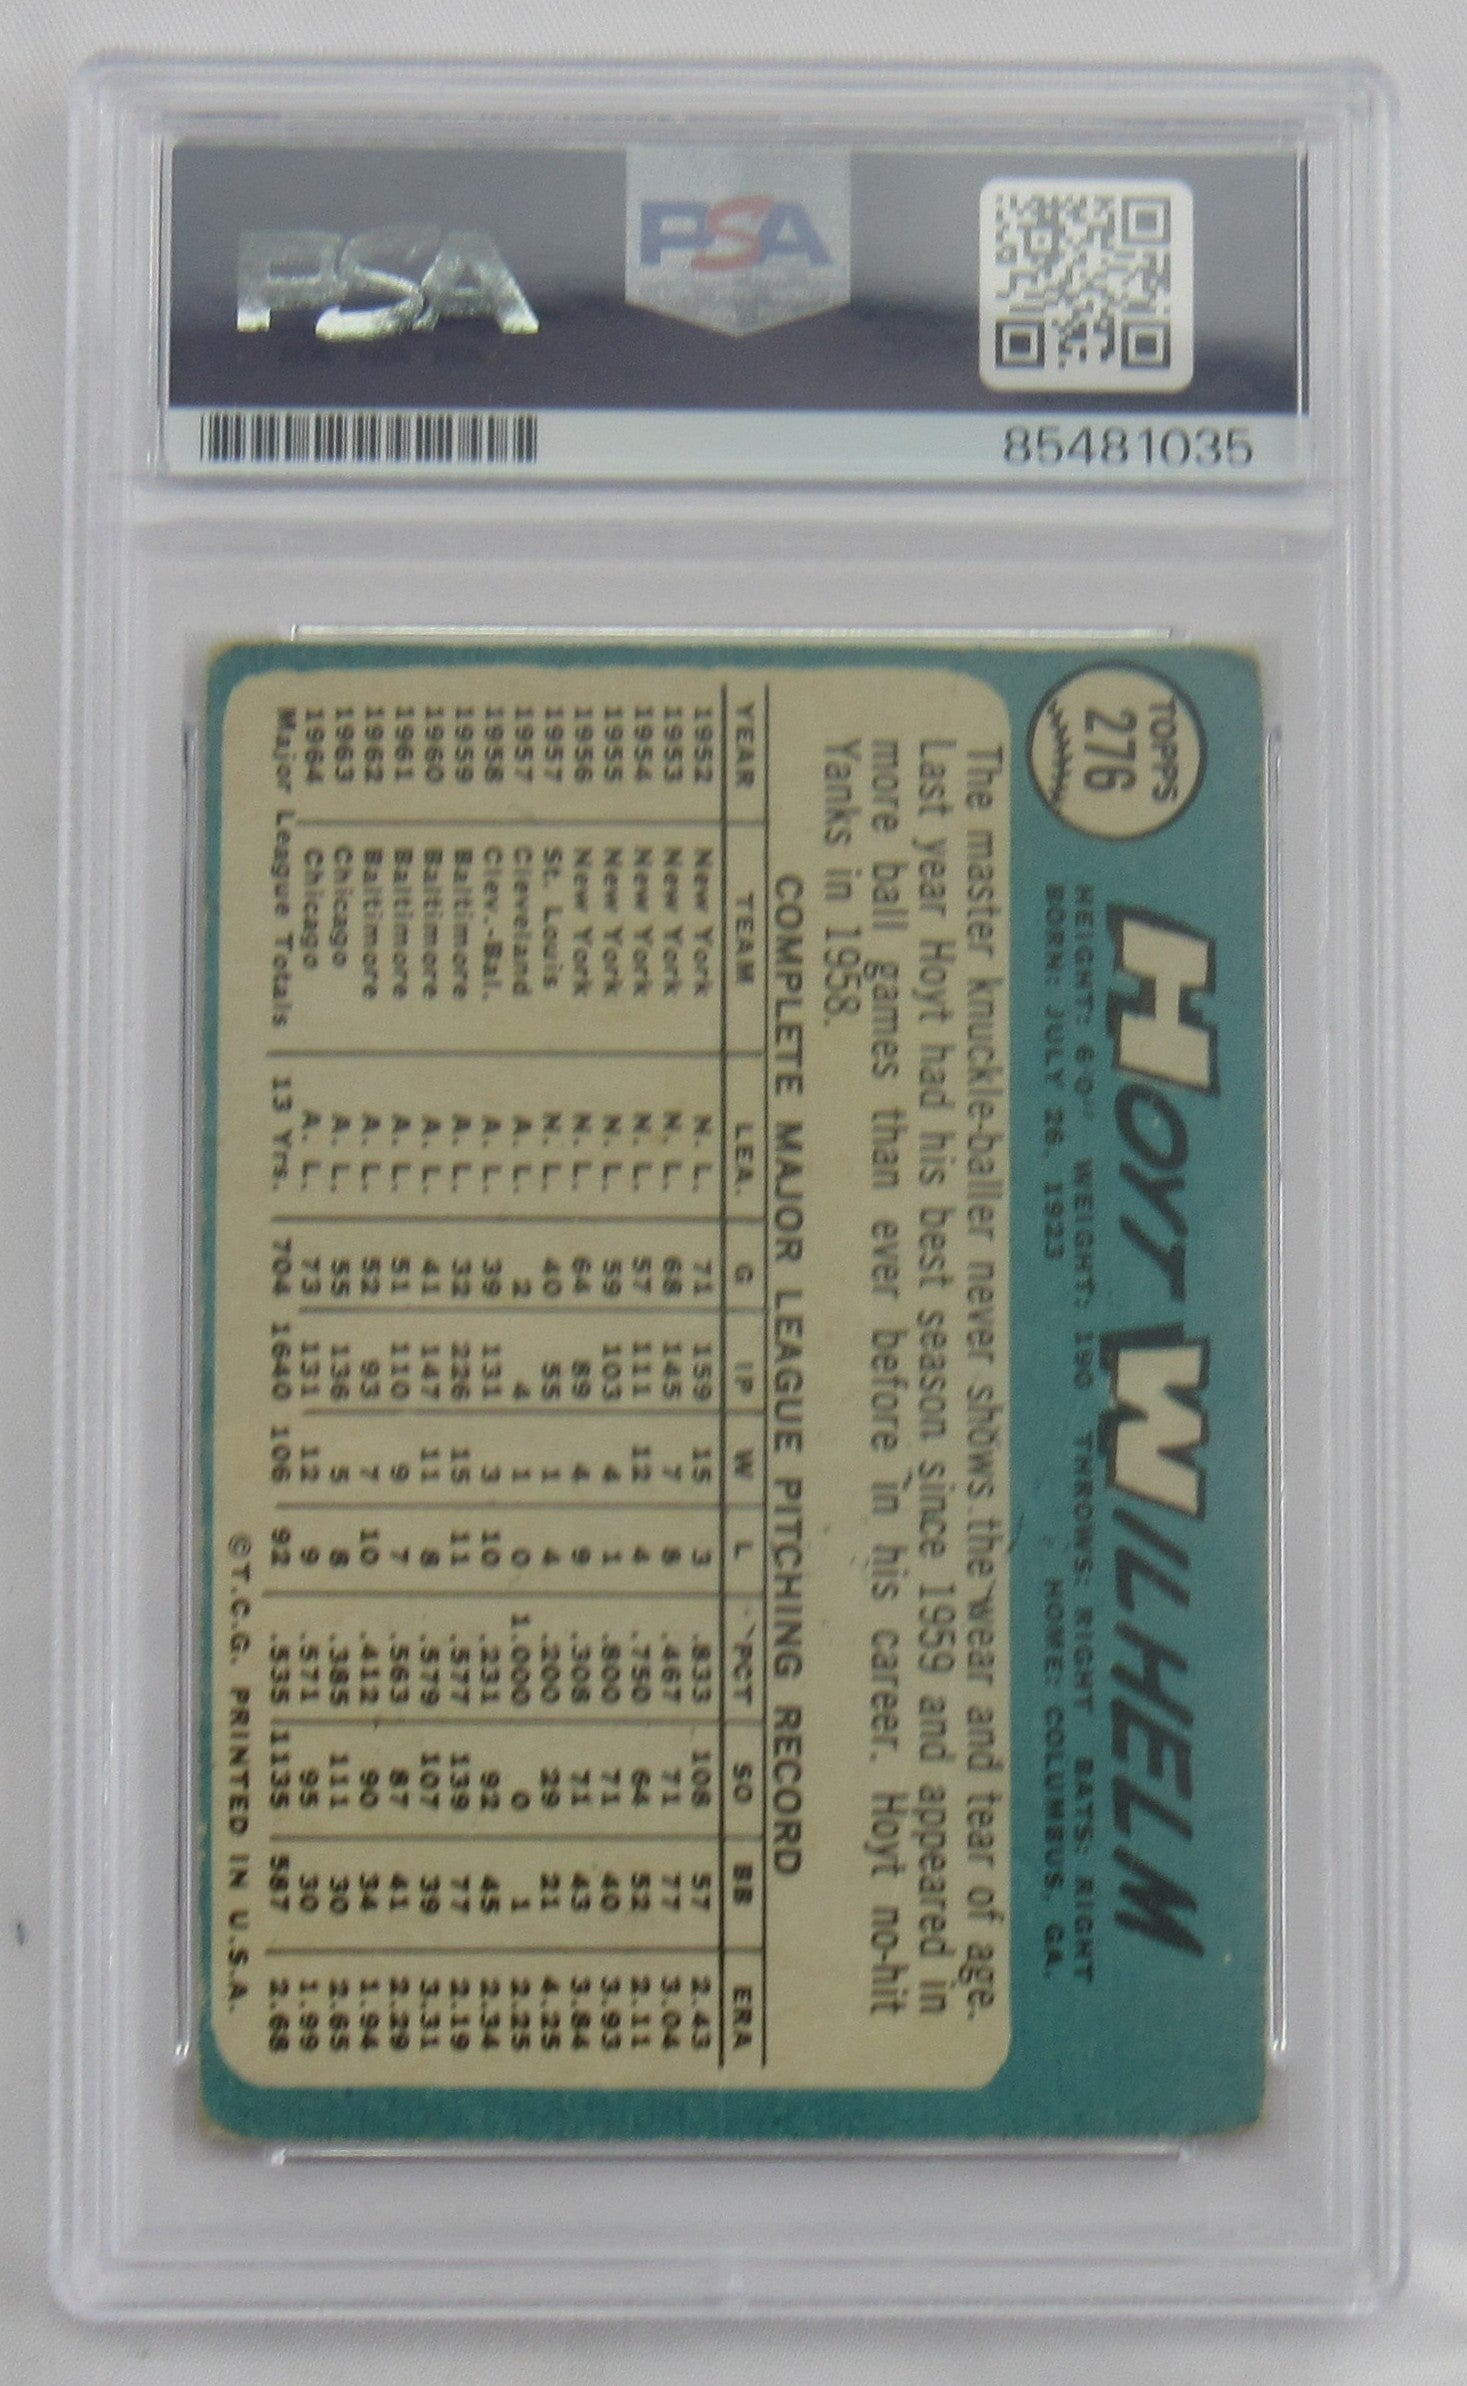 PSA
PSA
85481035
TOPPS
276
HOYT WILHELM
HEIGHT: 6'0" WEIGHT: 190 THROWS: RIGHT BATS: RIGHT
BORN: JULY 26, 1923 HOME: COLUMBUS, GA.
The master knuckle-baller never shows the wear and tear of age.
Last year Hoyt had his best season since 1959 and appeared in
more ball games than ever before in his career. Hoyt no-hit
Yanks in 1958.
COMPLETE MAJOR LEAGUE PITCHING RECORD
YEAR TEAM LEA. G IP W L PCT SO BB ERA
1952 New York N. L. 71 159 15 3 .833 108 57 2.43
1953 New York N. L. 68 145 7 8 .467 71 77 3.04
1954 New York N. L. 57 111 12 4 .750 64 52 2.11
1955 New York N. L. 59 103 4 1 .800 71 40 3.93
1956 New York N. L. 64 89 4 9 .308 71 43 3.84
1957 St. Louis N. L. 40 55 1 4 .200 29 21 4.25
1957 Cleveland A. L. 2 4 1 0 1.000 0 1 2.25
1958 Clev.-Bal. A. L. 39 131 3 10 .231 92 45 2.34
1959 Baltimore A. L. 32 226 15 11 .577 139 77 2.19
1960 Baltimore A. L. 41 147 11 8 .579 107 39 3.31
1961 Baltimore A. L. 51 110 9 7 .563 87 41 2.29
1962 Baltimore A. L. 52 93 7 10 .412 90 34 1.94
1963 Chicago A. L. 55 136 5 8 .385 111 30 2.65
1964 Chicago A. L. 73 131 12 9 .571 95 30 1.99
Major League Totals 13 Yrs. 704 1640 106 92 .535 1135 587 2.68
©T.C.G. PRINTED IN U.S.A.